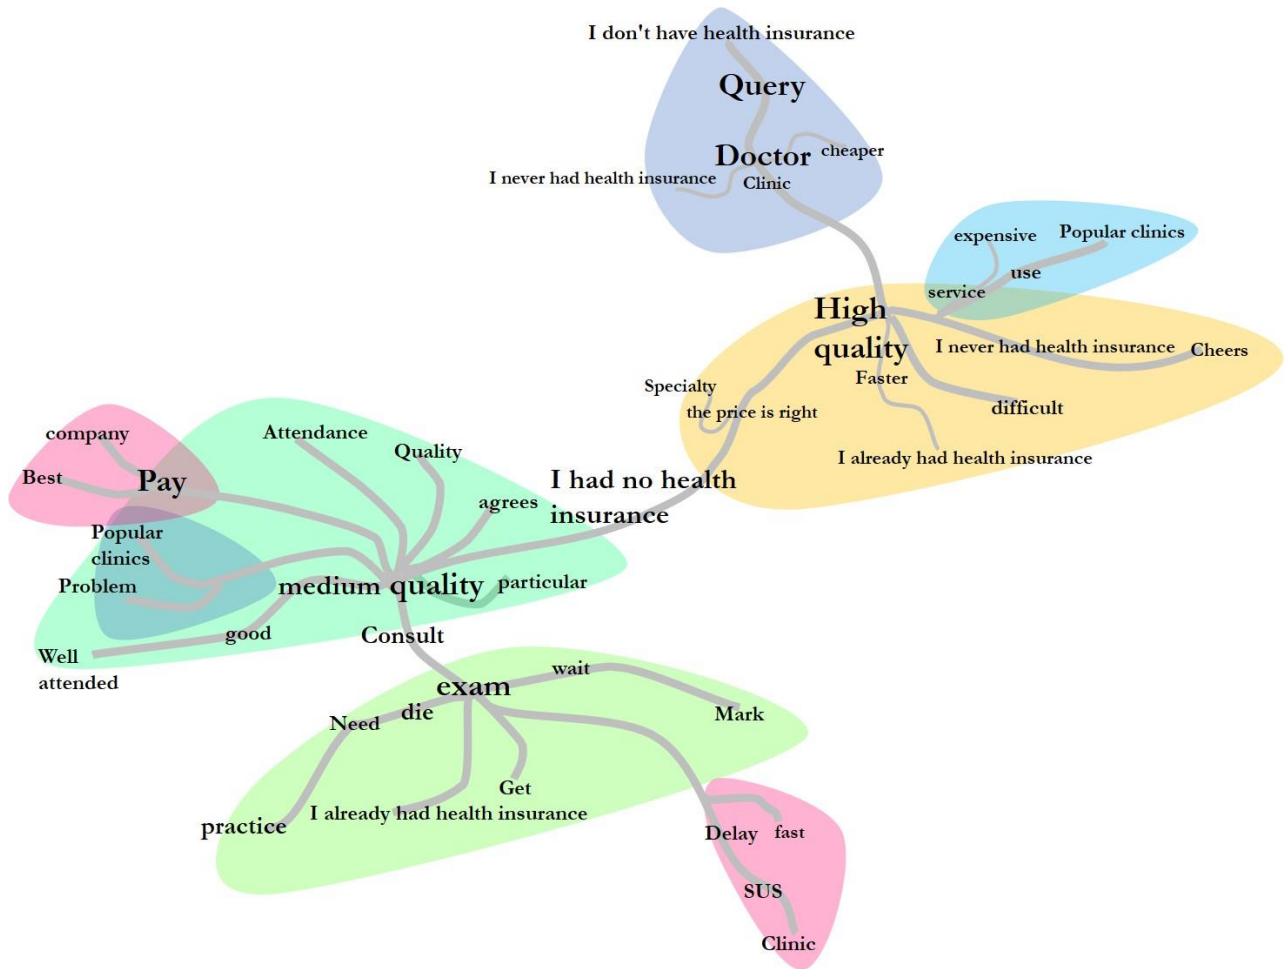 I don't have health insurance
Query
Doctor
cheaper
I never had health insurance
Clinic
expensive
Popular clinics
use
service
High
quality
I never had health insurance
Cheers
Faster
Specialty
the price is right
difficult
I already had health insurance
company
Attendance
Quality
Best
Pay
I had no health
insurance
agrees
Popular
clinics
Problem
medium quality
particular
good
Consult
Well
attended
exam
wait
die
Need
Mark
Get
I already had health insurance
practice
Delay
fast
SUS
Clinic